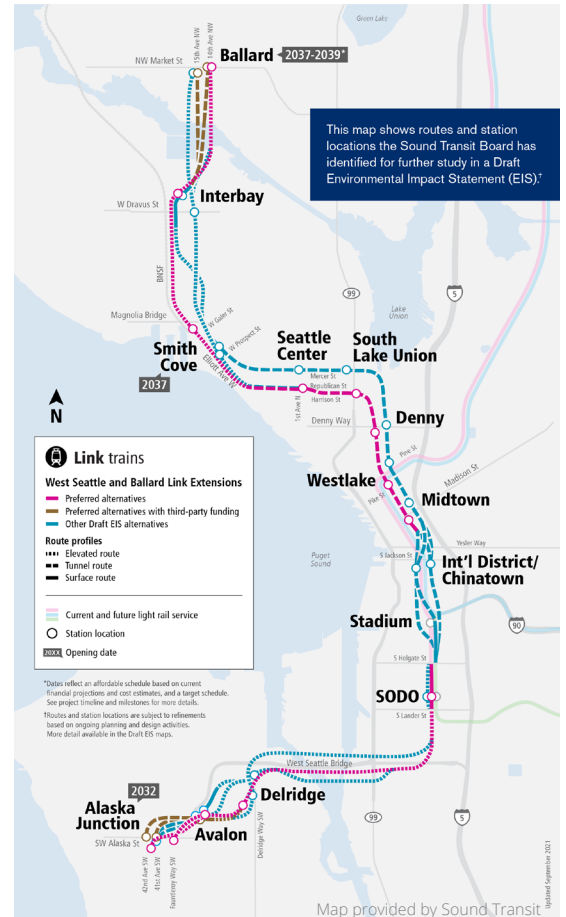 Green Lake
15th Ave NW
14th Ave NW
Ballard
2037-2039*
NW Market St
This map shows routes and station
locations the Sound Transit Board has
identified for further study in a Draft
Environmental Impact Statement (EIS).†
Interbay
W Dravus St
BNSF
99
5
Lake
Union
Magnolia Bridge
W Galer St
W Prospect St
Smith
Cove
2037
Elliott Ave W
Seattle
Center
South
Lake Union
Mercer St
Republican St
Harrison St
1st Ave N
Denny Way
Denny
N
Link trains
West Seattle and Ballard Link Extensions
Preferred alternatives
Preferred alternatives with third-party funding
Other Draft EIS alternatives
Route profiles
Elevated route
Tunnel route
Surface route
Current and future light rail service
Station location
20XX Opening date
Pine St
Madison St
Westlake
Pike St
Midtown
Yesler Way
Puget
Sound
S Jackson St
Int'l District/
Chinatown
Stadium
90
S Holgate St
SODO
S Lander St
*Dates reflect an affordable schedule based on current
financial projections and cost estimates, and a target schedule.
See project timeline and milestones for more details.
†Routes and station locations are subject to refinements
based on ongoing planning and design activities.
More detail available in the Draft EIS maps.
West Seattle Bridge
2032
Alaska
Junction
Delridge
Avalon
SW Alaska St
42nd Ave SW
41st Ave SW
Fauntleroy Way SW
Delridge Way SW
99
5
Updated September 2021
Map provided by Sound Transit